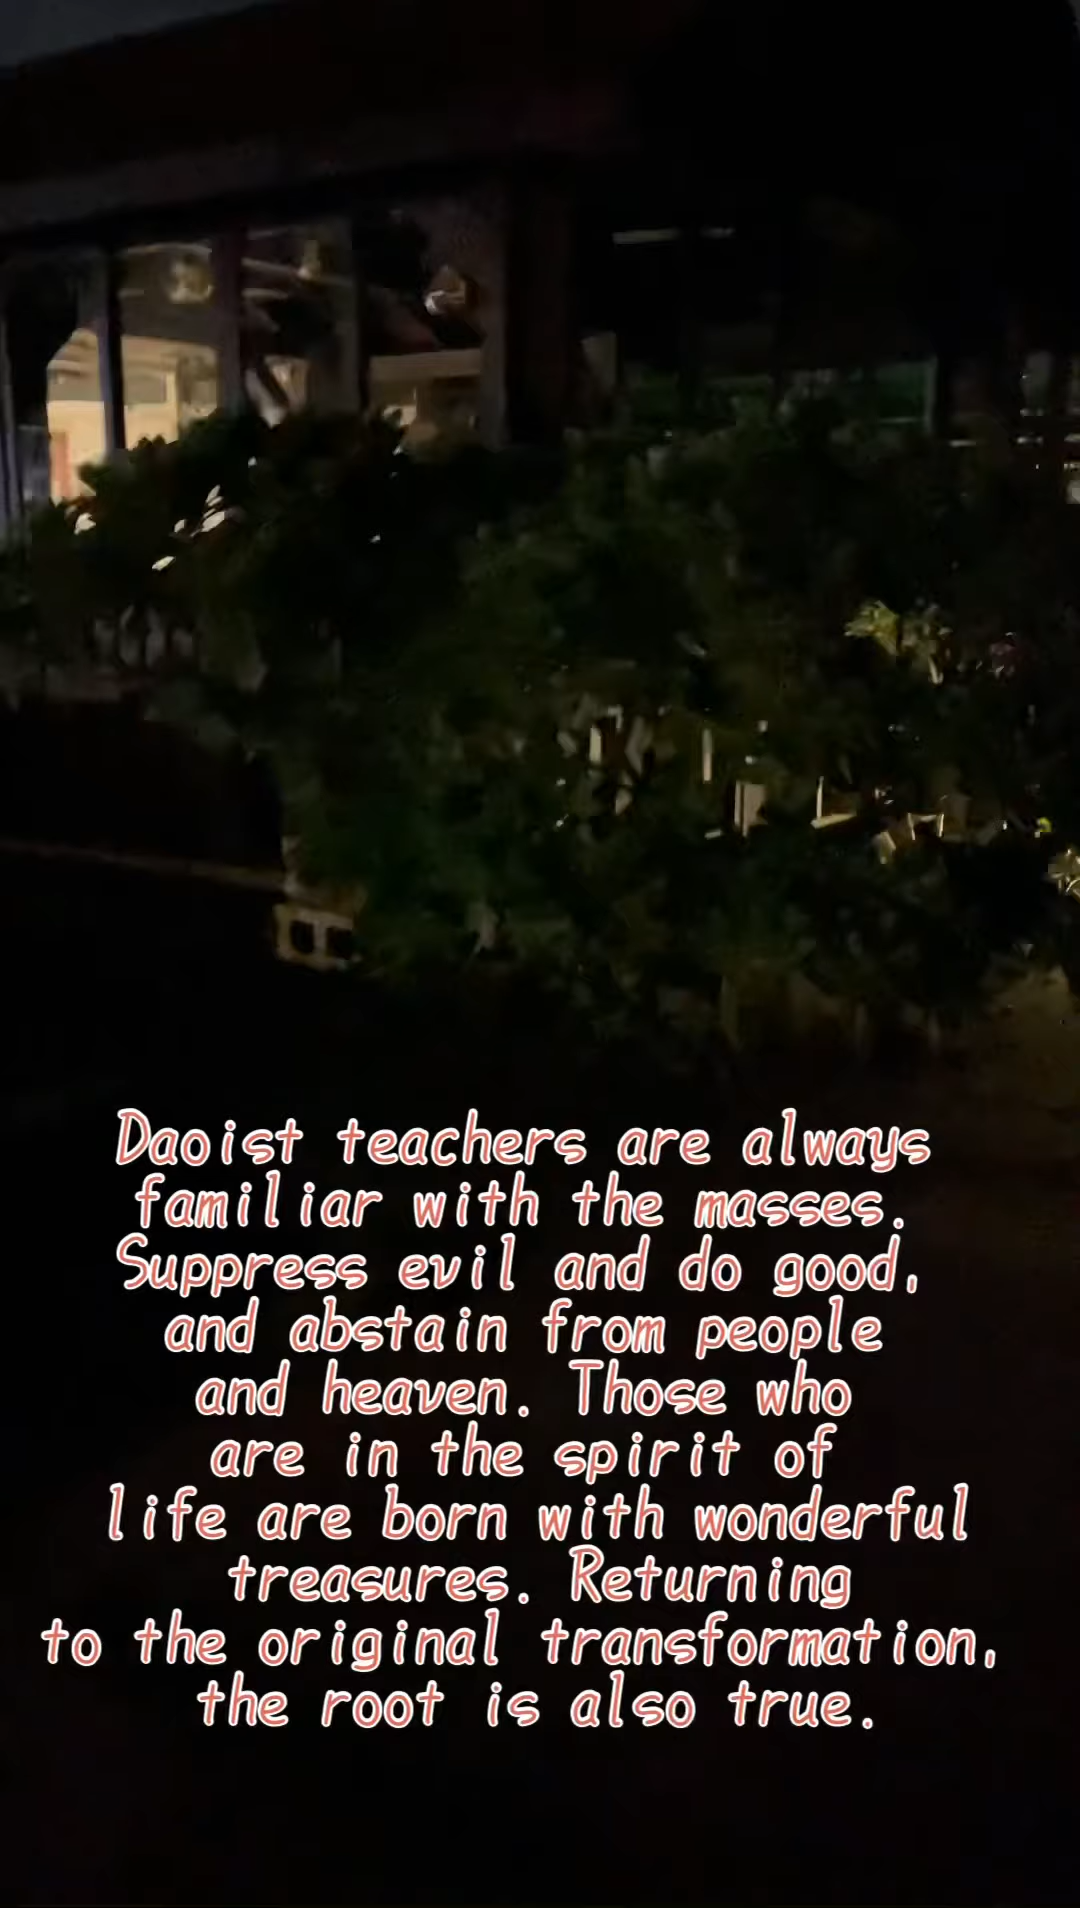 Daoist teachers are always
familiar with the masses.
Suppress evil and do good,
and abstain from people
and heaven. Those who
are in the spirit of
life are born with wonderful
treasures. Returning
to the original transformation,
the root is also true.